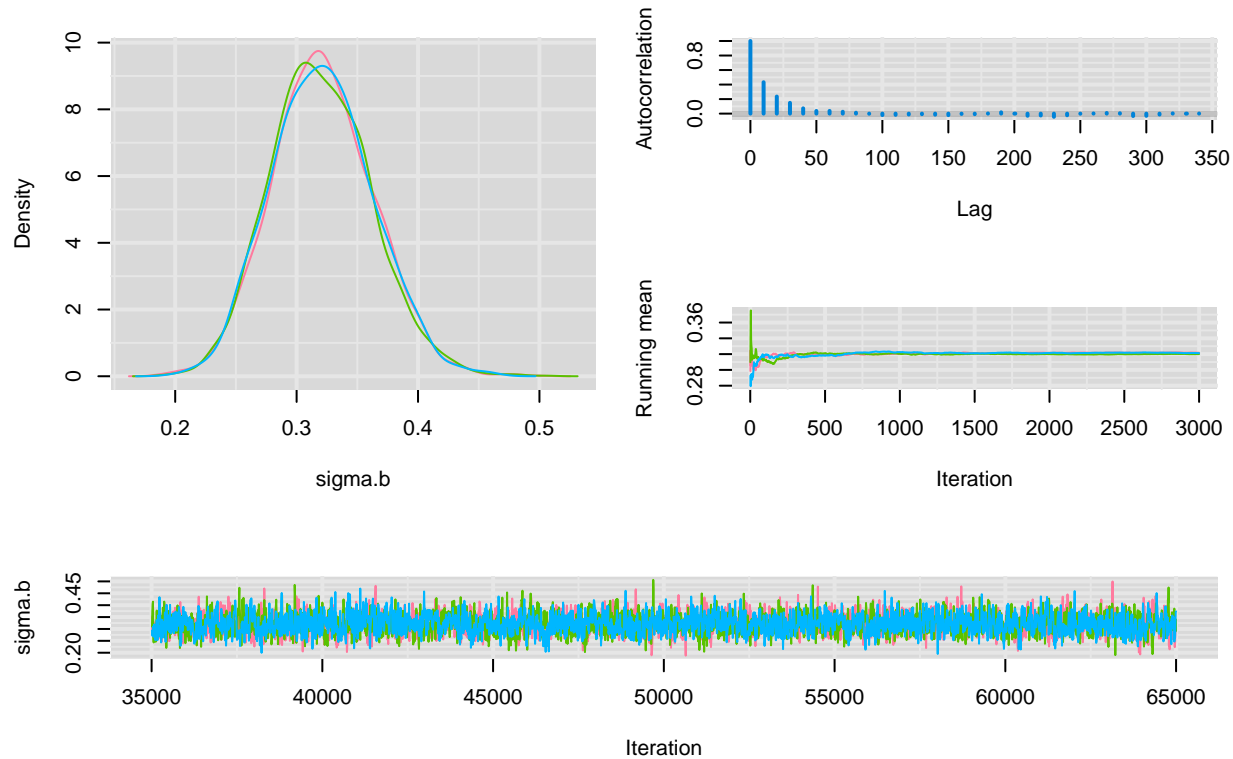 Density
0
2
4
6
8
10
0.2 0.3 0.4 0.5
sigma.b
Autocorrelation
0.0 0.8
0 50 100 150 200 250 300 350
Lag
Running mean
0.28 0.36
0 500 1000 1500 2000 2500 3000
Iteration
sigma.b
0.20 0.45
35000 40000 45000 50000 55000 60000 65000
Iteration